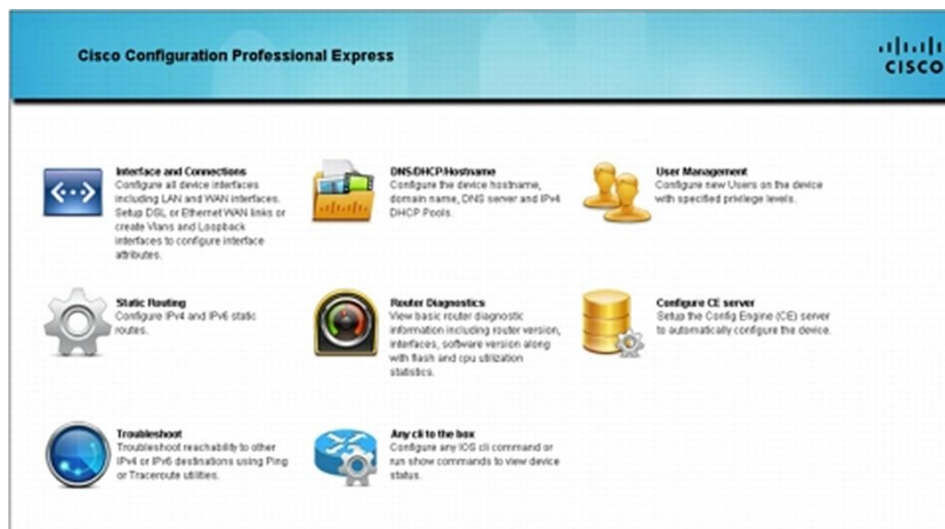 Cisco Configuration Professional Express
CISCO
Interface and Connections
Configure all device interfaces
including LAN and WAN interfaces.
Setup DSL or Ethernet WAN links or
create Vlans and Loopback
interfaces to configure interface
attributes.
DNS/DHCP/Hostname
Configure the device hostname,
domain name, DNS server and IPv4
DHCP Pools.
User Management
Configure new Users on the device
with specified privilege levels.
Static Routing
Configure IPv4 and IPv6 static
routes.
Router Diagnostics
View basic router diagnostic
information including router version,
interfaces, software version along
with flash and cpu utilization
statistics.
Configure CE server
Setup the Config Engine (CE) server
to automatically configure the device.
Troubleshoot
Troubleshoot reachability to other
IPv4 or IPv6 destinations using Ping
or Traceroute utilities.
Any cli to the box
Configure any IOS cli command or
run show commands to view device
status.